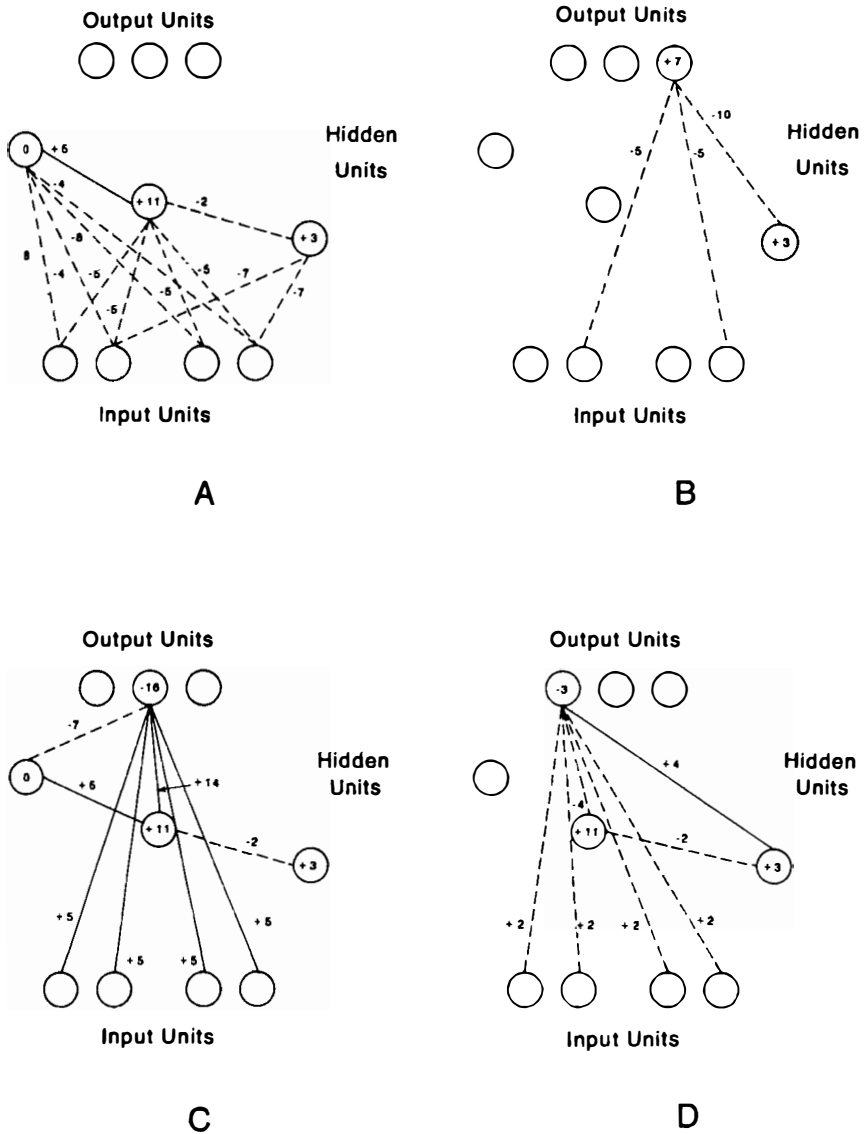 Output Units
0
+5
Hidden
Units
-4
+11
-2
+3
-8
8
-4
-5
-5
-7
-5
-5
-7
Input Units
A
Output Units
+7
-10
Hidden
Units
-5
-5
+3
Input Units
B
Output Units
-16
-7
Hidden
Units
0
+5
+14
+11
-2
+3
+5
+5
+5
+5
Input Units
C
Output Units
-3
+4
Hidden
Units
-4
+11
-2
+3
+2
+2
+2
+2
Input Units
D